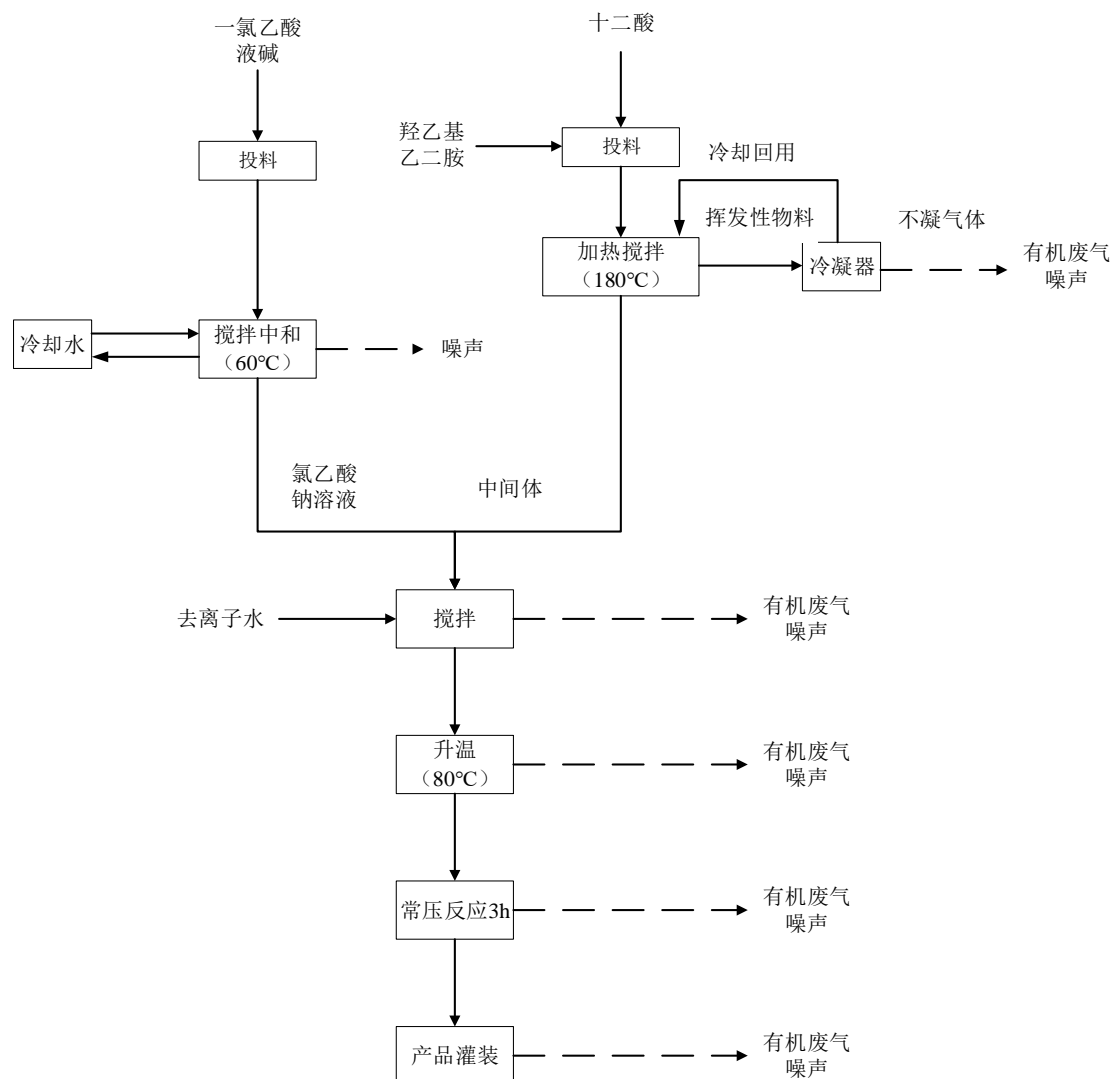 一氯乙酸
液碱
十二酸
羟乙基
乙二胺
投料
投料
冷却回用
挥发性物料
不凝气体
加热搅拌
（180℃）
冷凝器
有机废气
噪声
冷却水
搅拌中和
（60℃）
噪声
氯乙酸
钠溶液
中间体
去离子水
搅拌
有机废气
噪声
升温
（80℃）
有机废气
噪声
常压反应3h
有机废气
噪声
产品灌装
有机废气
噪声